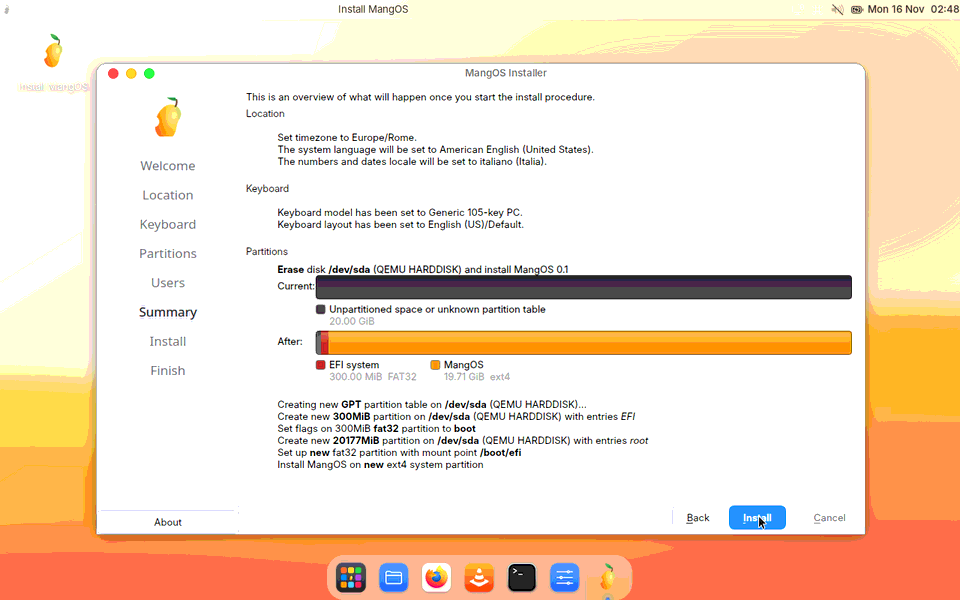 Install MangOS
Mon 16 Nov 02:48
Install MangOS
MangOS Installer
Welcome
Location
Keyboard
Partitions
Users
Summary
Install
Finish
About
This is an overview of what will happen once you start the install procedure.
Location
Set timezone to Europe/Rome.
The system language will be set to American English (United States).
The numbers and dates locale will be set to italiano (Italia).
Keyboard
Keyboard model has been set to Generic 105-key PC.
Keyboard layout has been set to English (US)/Default.
Partitions
Erase disk /dev/sda (QEMU HARDDISK) and install MangOS 0.1
Current:
Unpartitioned space or unknown partition table
20.00 GiB
After:
EFI system
300.00 MiB FAT32
MangOS
19.71 GiB ext4
Creating new GPT partition table on /dev/sda (QEMU HARDDISK)...
Create new 300MiB partition on /dev/sda (QEMU HARDDISK) with entries EFI
Set flags on 300MiB fat32 partition to boot
Create new 20177MiB partition on /dev/sda (QEMU HARDDISK) with entries root
Set up new fat32 partition with mount point /boot/efi
Install MangOS on new ext4 system partition
Back
Install
Cancel